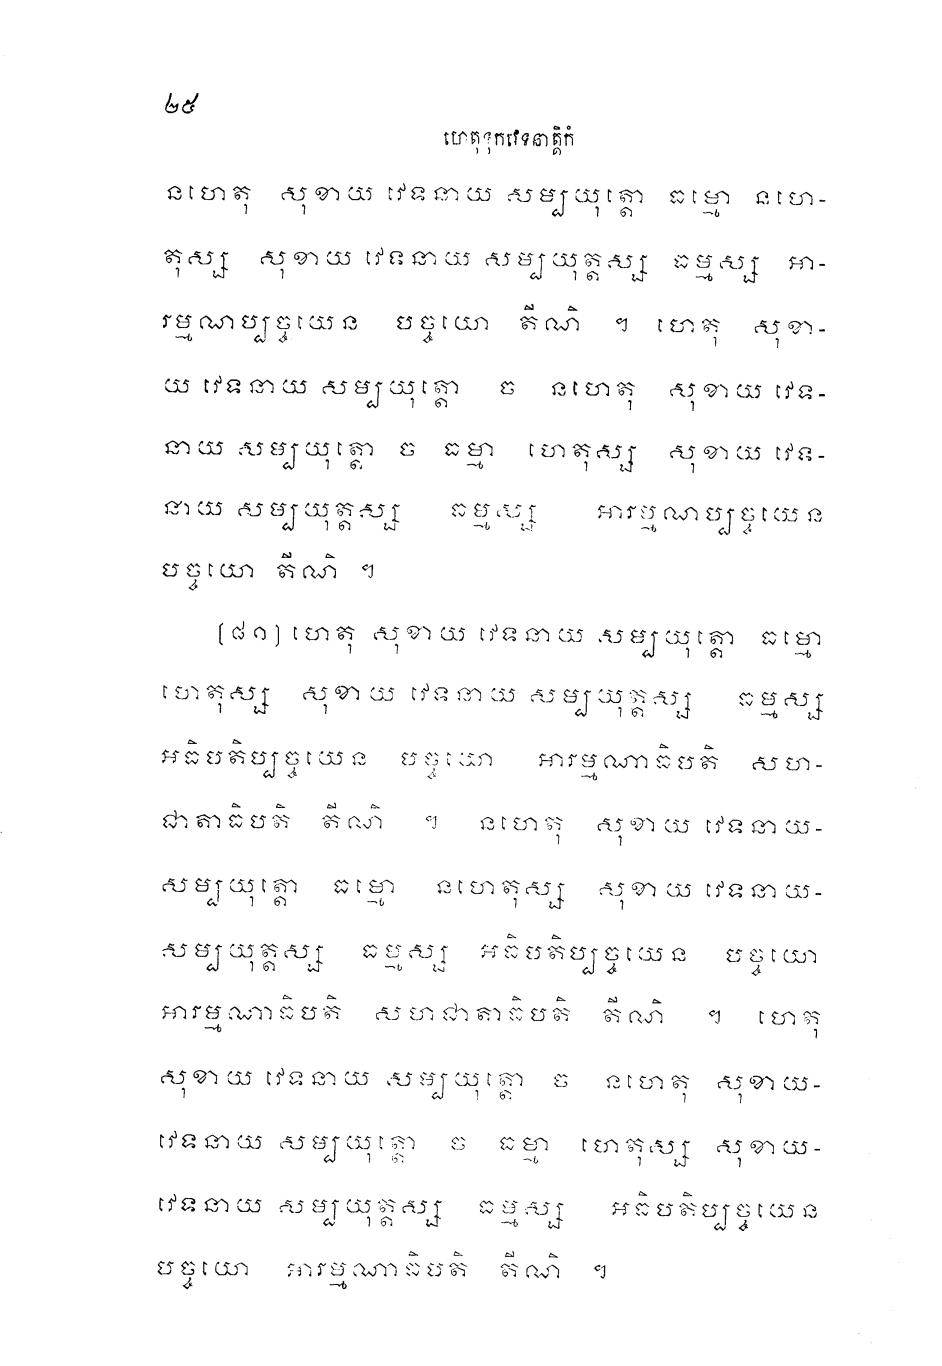 ២៥
ហេតុទុកវេទនាត្តិកំ
នហេតុ សុខាយ វេទនាយ សម្បយុត្តោ ធម្មោ នហេ-
តុស្ស សុខាយ វេទនាយ សម្បយុត្តស្ស ធម្មស្ស អា-
រម្មណប្បច្ចយេន បច្ចយោ តីណិ ។ ហេតុ សុខា-
យ វេទនាយ សម្បយុត្តោ ច នហេតុ សុខាយ វេទ-
នាយ សម្បយុត្តោ ច ធម្មា ហេតុស្ស សុខាយ វេទ-
នាយ សម្បយុត្តស្ស ធម្មស្ស អារម្មណប្បច្ចយេន
បច្ចយោ តីណិ ។
(៨១) ហេតុ សុខាយ វេទនាយ សម្បយុត្តោ ធម្មោ
ហេតុស្ស សុខាយ វេទនាយ សម្បយុត្តស្ស ធម្មស្ស
អធិបតិប្បច្ចយេន បច្ចយោ អារម្មណាធិបតិ សហ-
ជាតាធិបតិ តីណិ ។ នហេតុ សុខាយ វេទនាយ-
សម្បយុត្តោ ធម្មោ នហេតុស្ស សុខាយ វេទនាយ-
សម្បយុត្តស្ស ធម្មស្ស អធិបតិប្បច្ចយេន បច្ចយោ
អារម្មណាធិបតិ សហជាតាធិបតិ តីណិ ។ ហេតុ
សុខាយ វេទនាយ សម្បយុត្តោ ច នហេតុ សុខាយ-
វេទនាយ សម្បយុត្តោ ច ធម្មា ហេតុស្ស សុខាយ-
វេទនាយ សម្បយុត្តស្ស ធម្មស្ស អធិបតិប្បច្ចយេន
បច្ចយោ អារម្មណាធិបតិ តីណិ ។